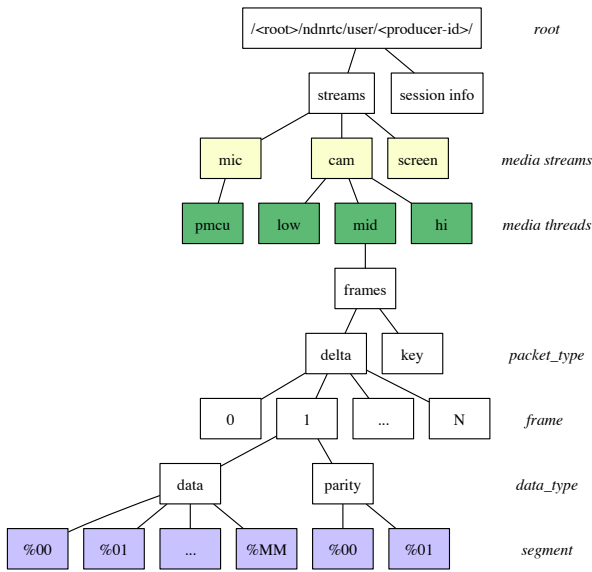 /<root>/ndnrtc/user/<producer-id>/ root
streams session info
mic cam screen media streams
pmcu low mid hi media threads
frames
delta key packet_type
0 1 ... N frame
data parity data_type
%00 %01 ... %MM %00 %01 segment